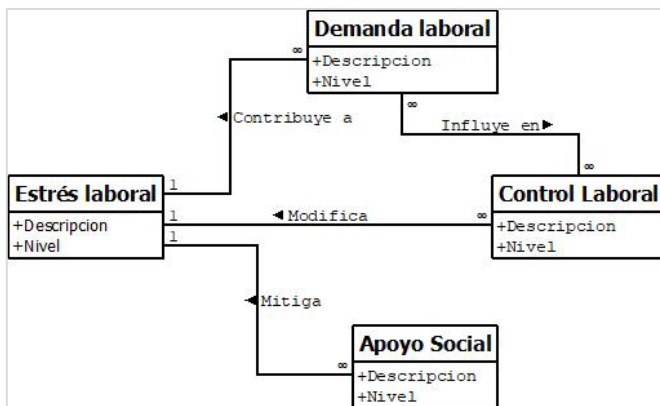 Demanda laboral
+Descripcion
+Nivel
∞
∞
Contribuye a
Influye en
∞
Estrés laboral
+Descripcion
+Nivel
1
1
1
Modifica
∞
Control Laboral
+Descripcion
+Nivel
Mitiga
∞
Apoyo Social
+Descripcion
+Nivel